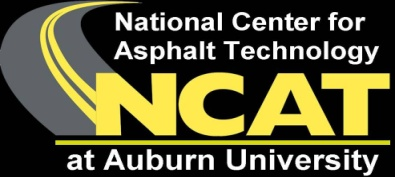 National Center for
Asphalt Technology
NCAT
at Auburn University